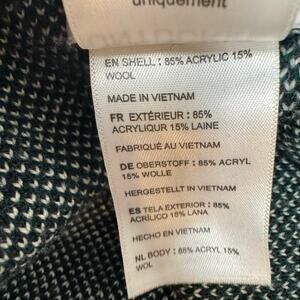 uniquement
EN SHELL : 85% ACRYLIC 15%
WOOL
MADE IN VIETNAM
FR EXTÉRIEUR : 85%
ACRYLIQUR 15% LAINE
FABRIQUÉ AU VIETNAM
DE OBERSTOFF : 85% ACRYL
15% WOLLE
HERGESTELLT IN VIETNAM
ES TELA EXTERIOR : 85%
ACRÍLICO 15% LANA
HECHO EN VIETNAM
NL BODY : 85% ACRYL 15%
WOL